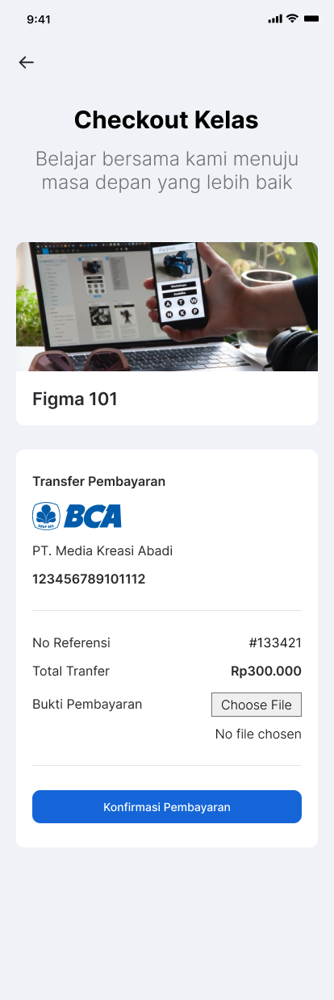 9:41
Checkout Kelas
Belajar bersama kami menuju
masa depan yang lebih baik
Workshops
A T W
N K P
Figma 101
Transfer Pembayaran
BCA
PT. Media Kreasi Abadi
123456789101112
No Referensi #133421
Total Tranfer Rp300.000
Bukti Pembayaran Choose File
No file chosen
Konfirmasi Pembayaran